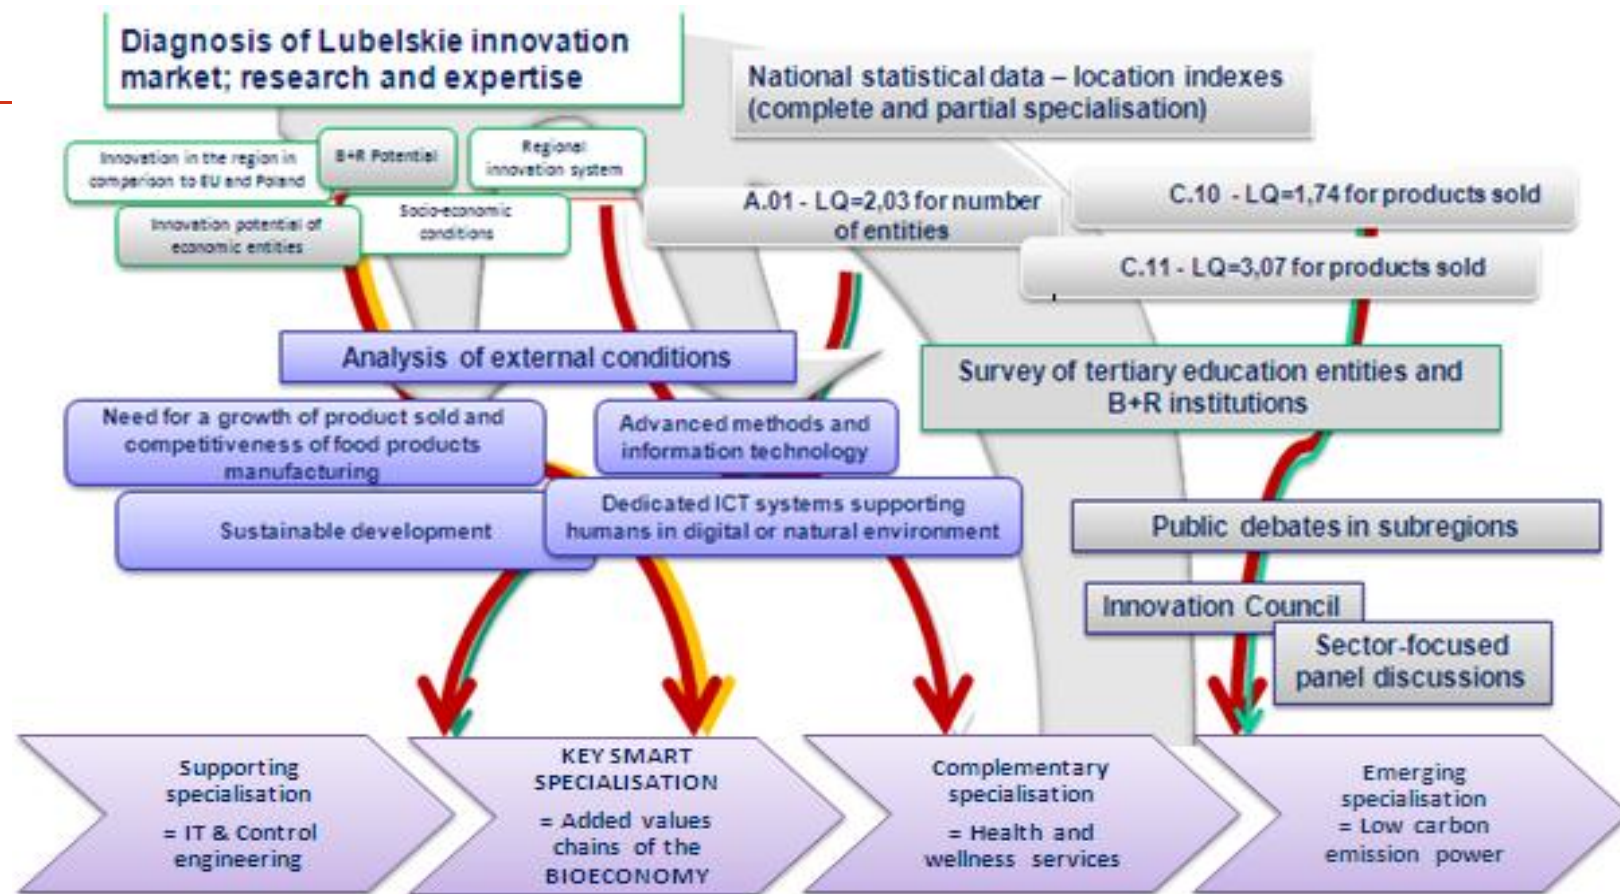 Diagnosis of Lubelskie innovation
market; research and expertise
National statistical data – location indexes
(complete and partial specialisation)
Innovation in the region in
comparison to EU and Poland
B+R Potential
Regional
innovation system
Innovation potential of
economic entities
Socio-economic
conditions
A.01 - LQ=2,03 for number
of entities
C.10 - LQ=1,74 for products sold
C.11 - LQ=3,07 for products sold
Analysis of external conditions
Survey of tertiary education entities and
B+R institutions
Need for a growth of product sold and
competitiveness of food products
manufacturing
Advanced methods and
information technology
Sustainable development
Dedicated ICT systems supporting
humans in digital or natural environment
Public debates in subregions
Innovation Council
Sector-focused
panel discussions
Supporting
specialisation
= IT & Control
engineering
KEY SMART
SPECIALISATION
= Added values
chains of the
BIOECONOMY
Complementary
specialisation
= Health and
wellness services
Emerging
specialisation
= Low carbon
emission power